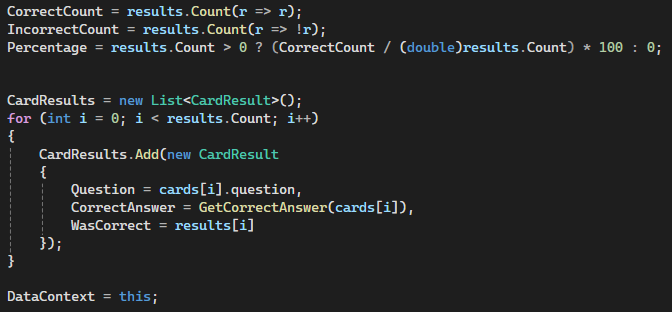 CorrectCount = results.Count(r => r);
IncorrectCount = results.Count(r => !r);
Percentage = results.Count > 0 ? (CorrectCount / (double)results.Count) * 100 : 0;
CardResults = new List<CardResult>();
for (int i = 0; i < results.Count; i++)
{
    CardResults.Add(new CardResult
    {
        Question = cards[i].question,
        CorrectAnswer = GetCorrectAnswer(cards[i]),
        WasCorrect = results[i]
    });
}
DataContext = this;